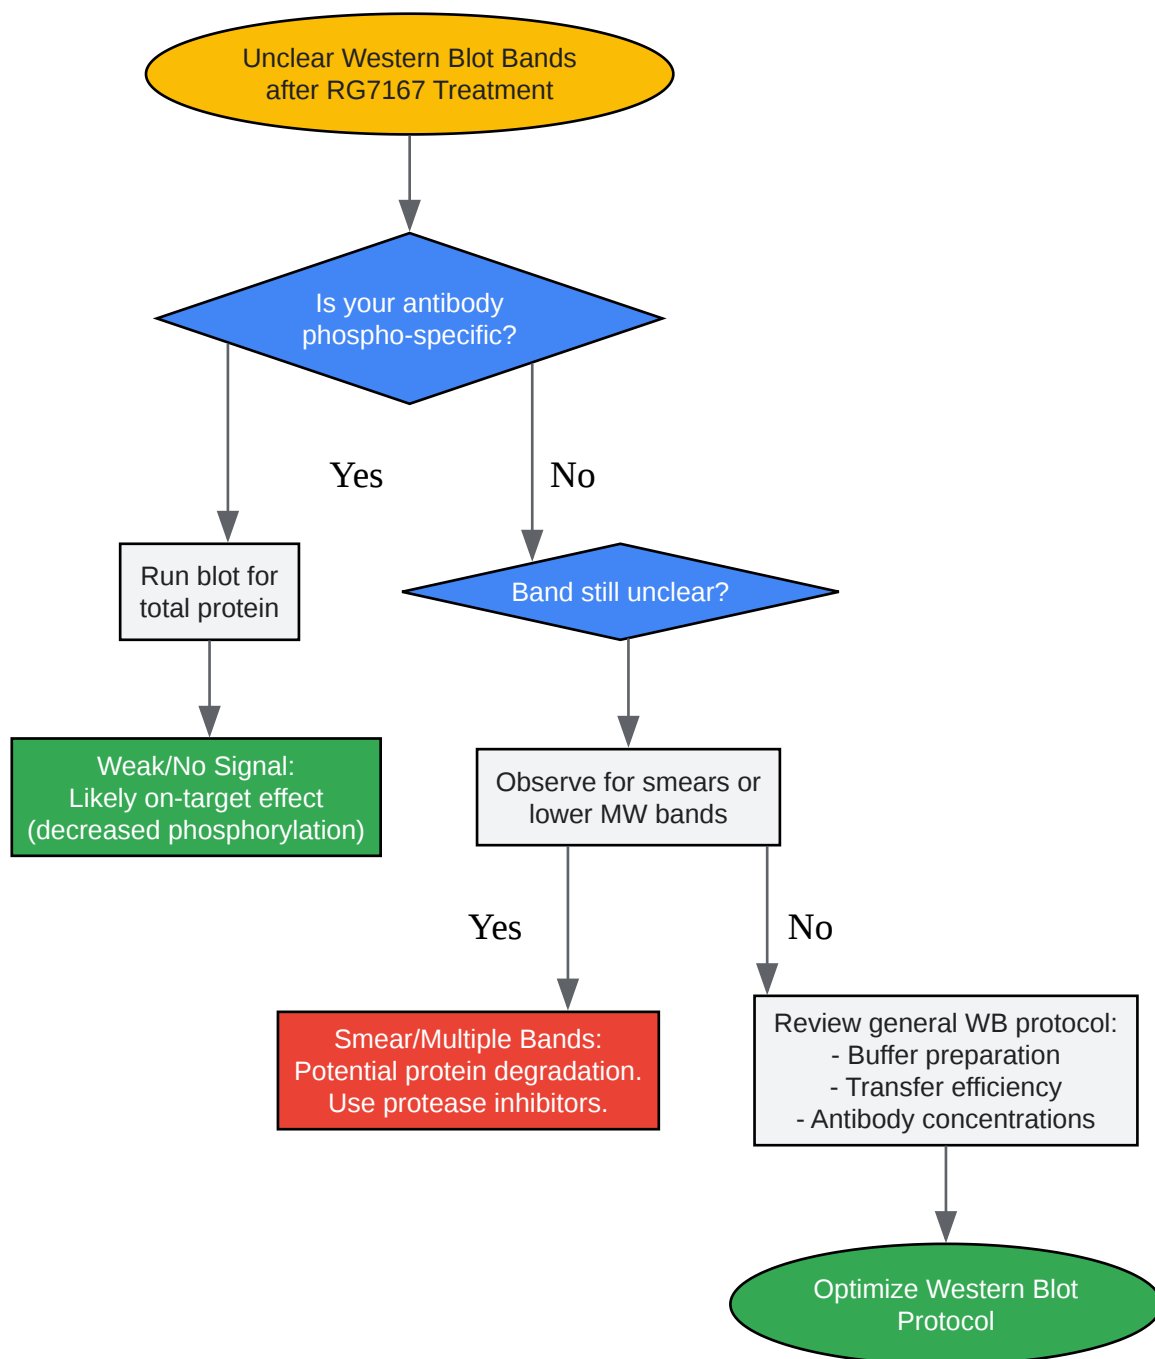 Unclear Western Blot Bands
after RG7167 Treatment
Is your antibody
phospho-specific?
Yes
No
Run blot for
total protein
Band still unclear?
Weak/No Signal:
Likely on-target effect
(decreased phosphorylation)
Observe for smears or
lower MW bands
Yes
No
Smear/Multiple Bands:
Potential protein degradation.
Use protease inhibitors.
Review general WB protocol:
- Buffer preparation
- Transfer efficiency
- Antibody concentrations
Optimize Western Blot
Protocol